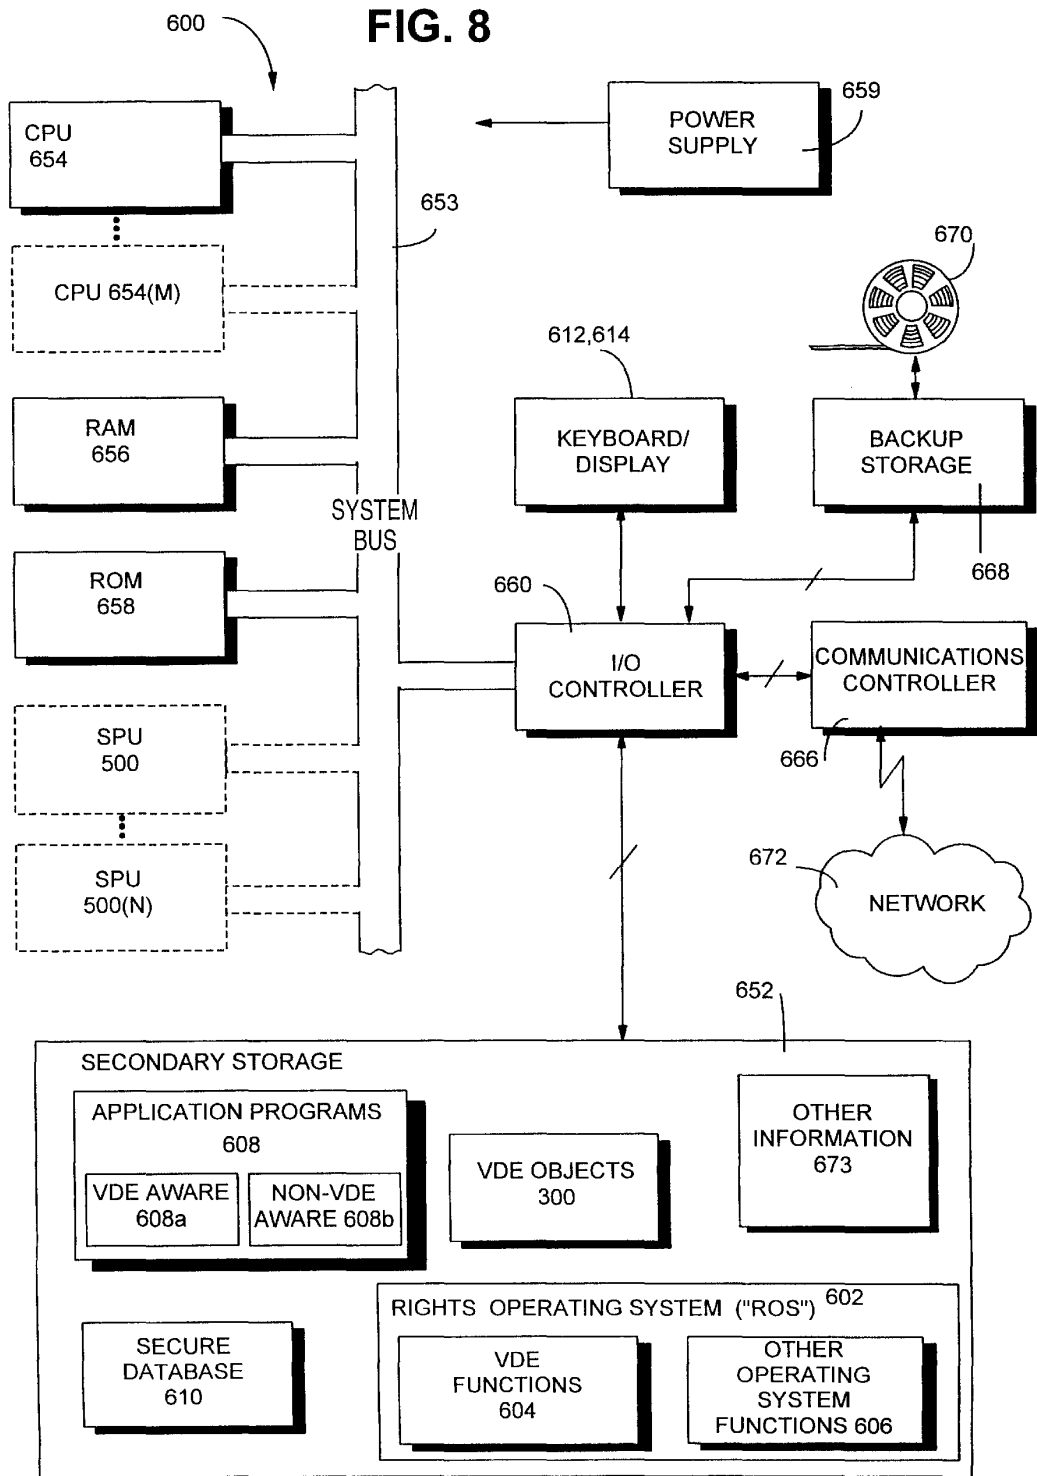 FIG. 8
600
CPU
654
POWER
SUPPLY
659
653
CPU 654(M)
670
612,614
RAM
656
KEYBOARD/
DISPLAY
BACKUP
STORAGE
668
SYSTEM
BUS
ROM
658
660
I/O
CONTROLLER
COMMUNICATIONS
CONTROLLER
666
SPU
500
SPU
500(N)
672
NETWORK
652
SECONDARY STORAGE
APPLICATION PROGRAMS
608
VDE AWARE
608a
NON-VDE
AWARE 608b
VDE OBJECTS
300
OTHER
INFORMATION
673
RIGHTS OPERATING SYSTEM ("ROS") 602
SECURE
DATABASE
610
VDE
FUNCTIONS
604
OTHER
OPERATING
SYSTEM
FUNCTIONS 606